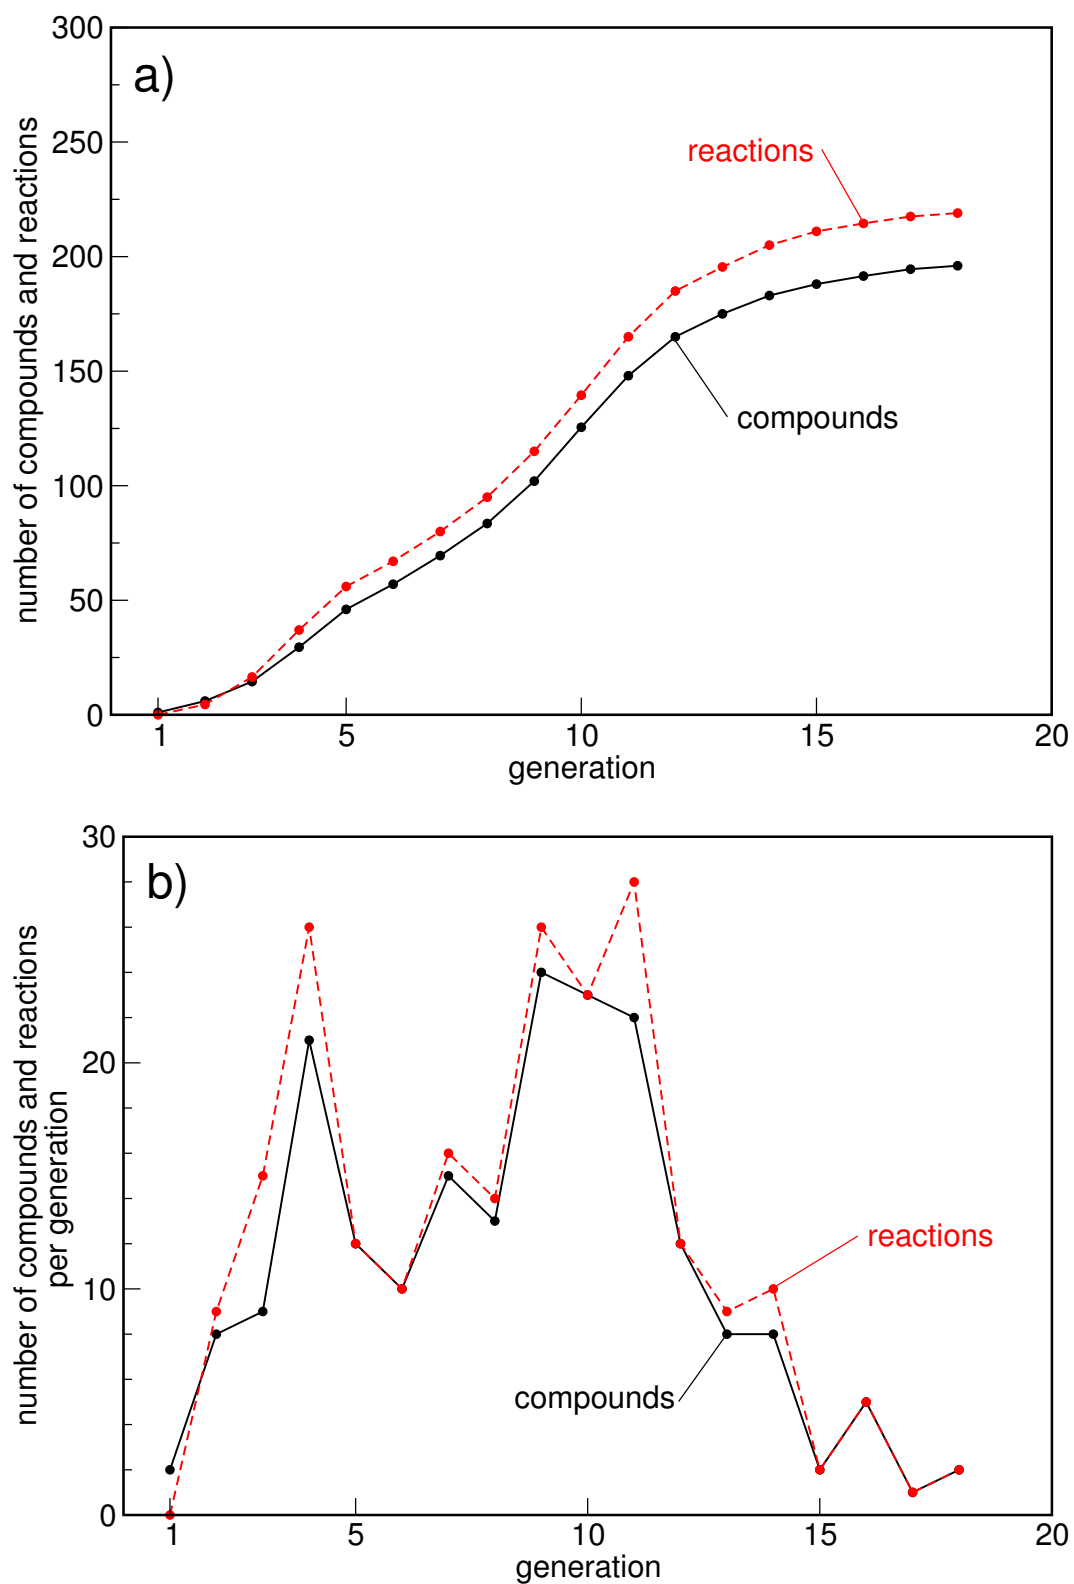 a)
300
250
200
150
100
50
0
number of compounds and reactions
reactions
compounds
1 5 10 15 20
generation
b)
30
20
10
0
number of compounds and reactions
per generation
reactions
compounds
1 5 10 15 20
generation